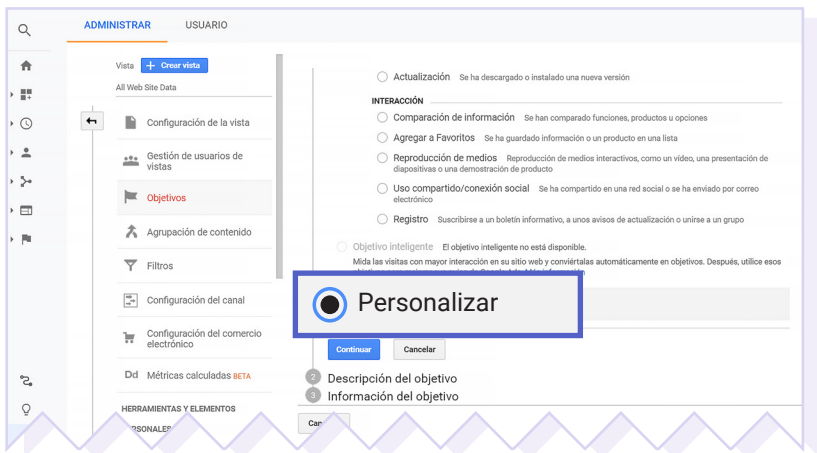 ADMINISTRAR USUARIO
Vista + Crear vista
All Web Site Data
Configuración de la vista
Gestión de usuarios de
vistas
Objetivos
Agrupación de contenido
Filtros
Configuración del canal
Configuración del comercio
electrónico
Dd Métricas calculadas BETA
HERRAMIENTAS Y ELEMENTOS
Actualización Se ha descargado o instalado una nueva versión
INTERACCIÓN
Comparación de información Se han comparado funciones, productos u opciones
Agregar a Favoritos Se ha guardado información o un producto en una lista
Reproducción de medios Reproducción de medios interactivos, como un vídeo, una presentación de
diapositivas o una demostración de producto
Uso compartido/conexión social Se ha compartido en una red social o se ha enviado por correo
electrónico
Registro Suscribirse a un boletín informativo, a unos avisos de actualización o unirse a un grupo
Objetivo inteligente El objetivo inteligente no está disponible.
Mida las visitas con mayor interacción en su sitio web y conviértalas automáticamente en objetivos. Después, utilice esos
Personalizar
Continuar Cancelar
2 Descripción del objetivo
3 Información del objetivo